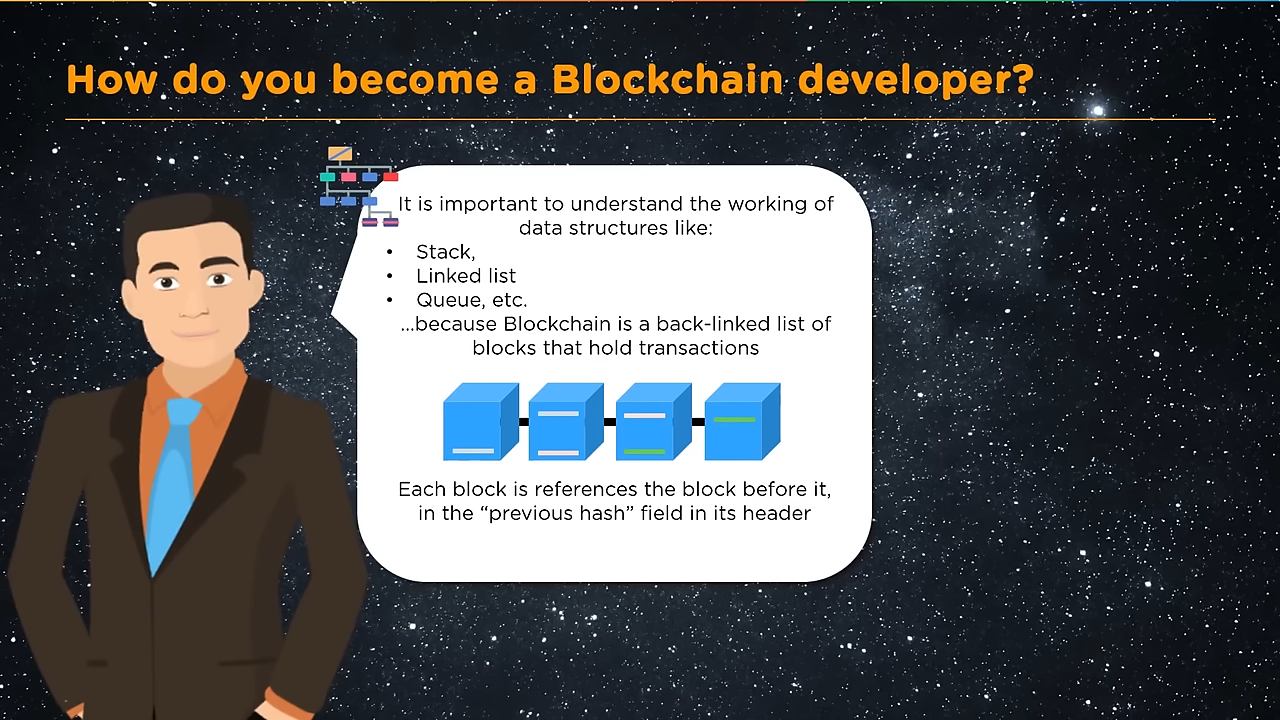 How do you become a Blockchain developer?
It is important to understand the working of
data structures like:
• Stack,
• Linked list
• Queue, etc.
...because Blockchain is a back-linked list of
blocks that hold transactions
Each block is references the block before it,
in the “previous hash” field in its header